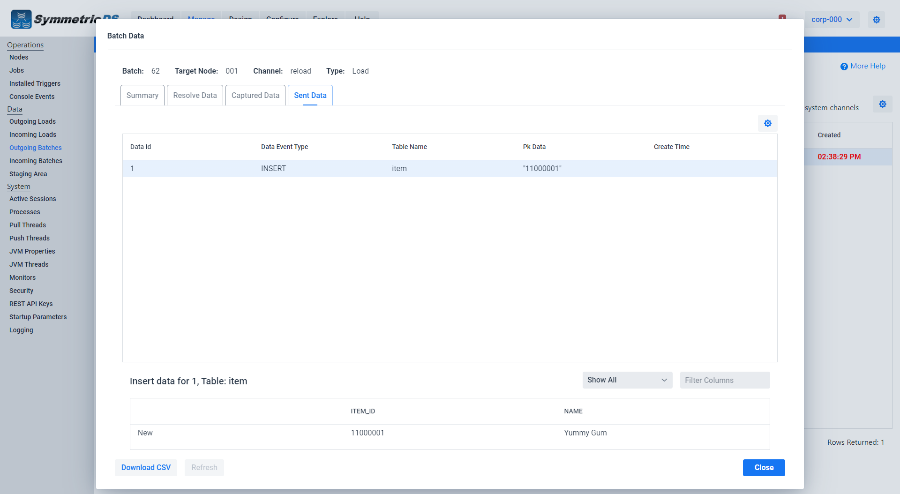 SymmetricDS
Dashboard Manage Design Configure Explore Help
corp-000
Operations
Nodes
Jobs
Installed Triggers
Console Events
Data
Outgoing Loads
Incoming Loads
Outgoing Batches
Incoming Batches
Staging Area
System
Active Sessions
Processes
Pull Threads
Push Threads
JVM Properties
JVM Threads
Monitors
Security
REST API Keys
Startup Parameters
Logging
More Help
system channels
Created
02:38:29 PM
Rows Returned: 1
Batch Data
Batch: 62 Target Node: 001 Channel: reload Type: Load
Summary Resolve Data Captured Data Sent Data
Data Id Data Event Type Table Name Pk Data Create Time
1 INSERT item "11000001"
Insert data for 1, Table: item
Show All
Filter Columns
ITEM_ID NAME
New 11000001 Yummy Gum
Download CSV Refresh Close